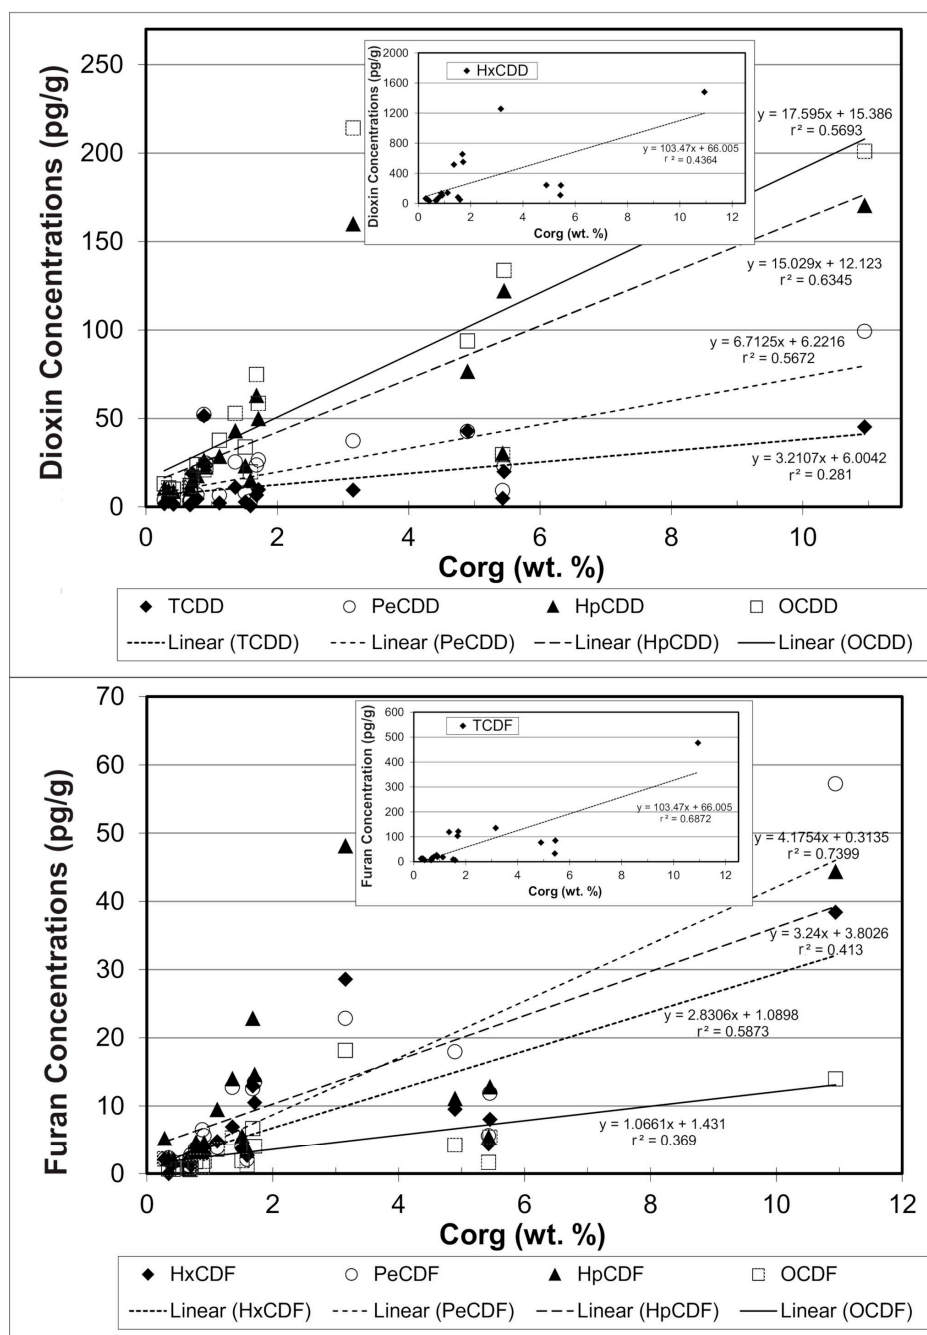 Dioxin Concentrations (pg/g)
250
200
150
100
50
0
0 2 4 6 8 10
Corg (wt. %)
Dioxin Concentrations (pg/g)
2000
1600
1200
800
400
0
0 2 4 6 8 10 12
Corg (wt. %)
HxCDD
y = 103.47x + 66.005
r² = 0.4364
y = 17.595x + 15.386
r² = 0.5693
y = 15.029x + 12.123
r² = 0.6345
y = 6.7125x + 6.2216
r² = 0.5672
y = 3.2107x + 6.0042
r² = 0.281
TCDD PeCDD HpCDD OCDD
Linear (TCDD) Linear (PeCDD) Linear (HpCDD) Linear (OCDD)
Furan Concentrations (pg/g)
70
60
50
40
30
20
10
0
0 2 4 6 8 10 12
Corg (wt. %)
Furan Concentration (pg/g)
600
500
400
300
200
100
0
0 2 4 6 8 10 12
Corg (wt. %)
TCDF
y = 103.47x + 66.005
r² = 0.6872
y = 4.1754x + 0.3135
r² = 0.7399
y = 3.24x + 3.8026
r² = 0.413
y = 2.8306x + 1.0898
r² = 0.5873
y = 1.0661x + 1.431
r² = 0.369
HxCDF PeCDF HpCDF OCDF
Linear (HxCDF) Linear (PeCDF) Linear (HpCDF) Linear (OCDF)